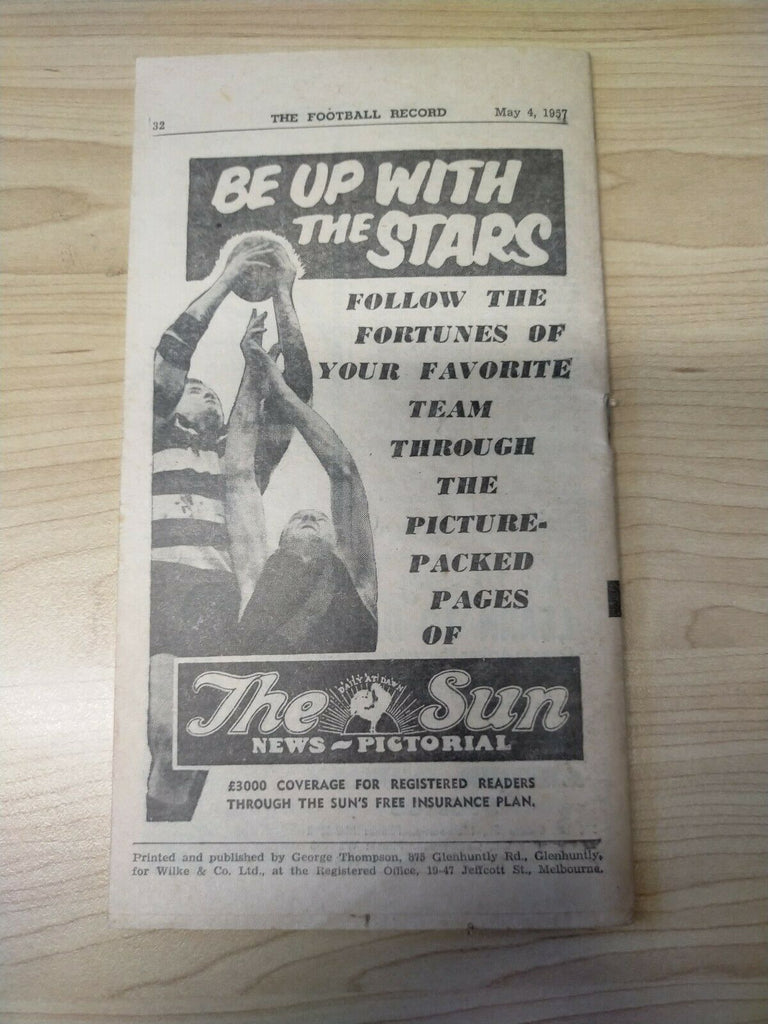 32 THE FOOTBALL RECORD May 4, 1957
BE UP WITH
THE STARS
FOLLOW THE
FORTUNES OF
YOUR FAVORITE
TEAM
THROUGH
THE
PICTURE-
PACKED
PAGES
OF
DAILY AT DAWN
The Sun
NEWS - PICTORIAL
£3000 COVERAGE FOR REGISTERED READERS
THROUGH THE SUN'S FREE INSURANCE PLAN.
Printed and published by George Thompson, 875 Glenhuntly Rd., Glenhuntly,
for Wilke & Co. Ltd., at the Registered Office, 19-47 Jeffcott St., Melbourne.